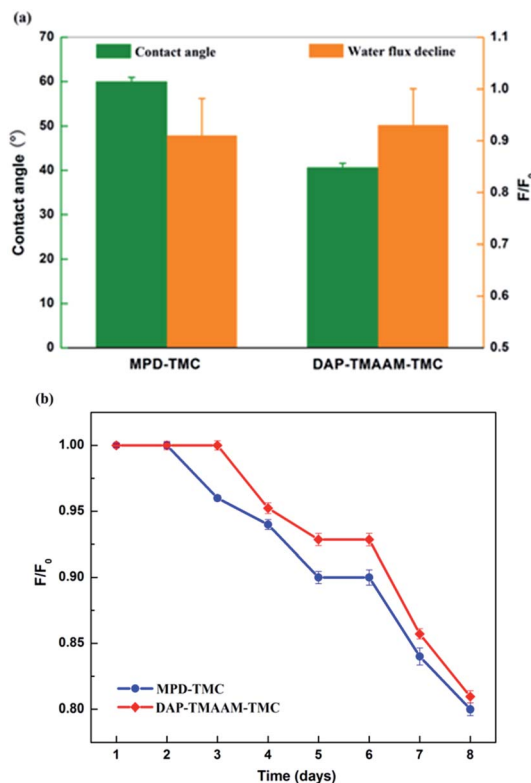 (a)
70
60
50
40
30
20
10
0
Contact angle (°)
Contact angle
Water flux decline
1.1
1.0
0.9
0.8
0.7
0.6
0.5
F/F₀
MPD-TMC
DAP-TMAAM-TMC
(b)
1.00
0.95
0.90
0.85
0.80
F/F₀
MPD-TMC
DAP-TMAAM-TMC
1 2 3 4 5 6 7 8
Time (days)